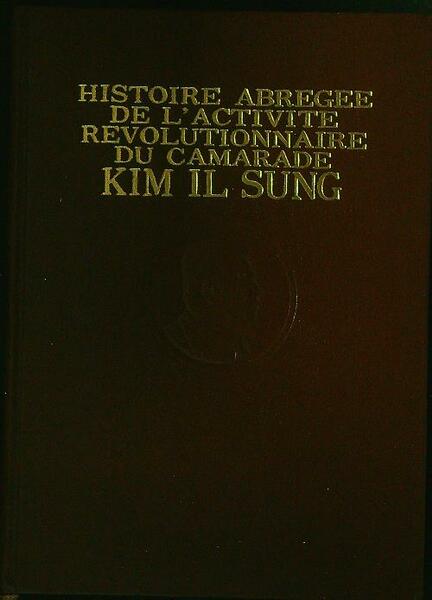 HISTOIRE ABREGEE
DE L'ACTIVITE
REVOLUTIONNAIRE
DU CAMARADE
KIM IL SUNG